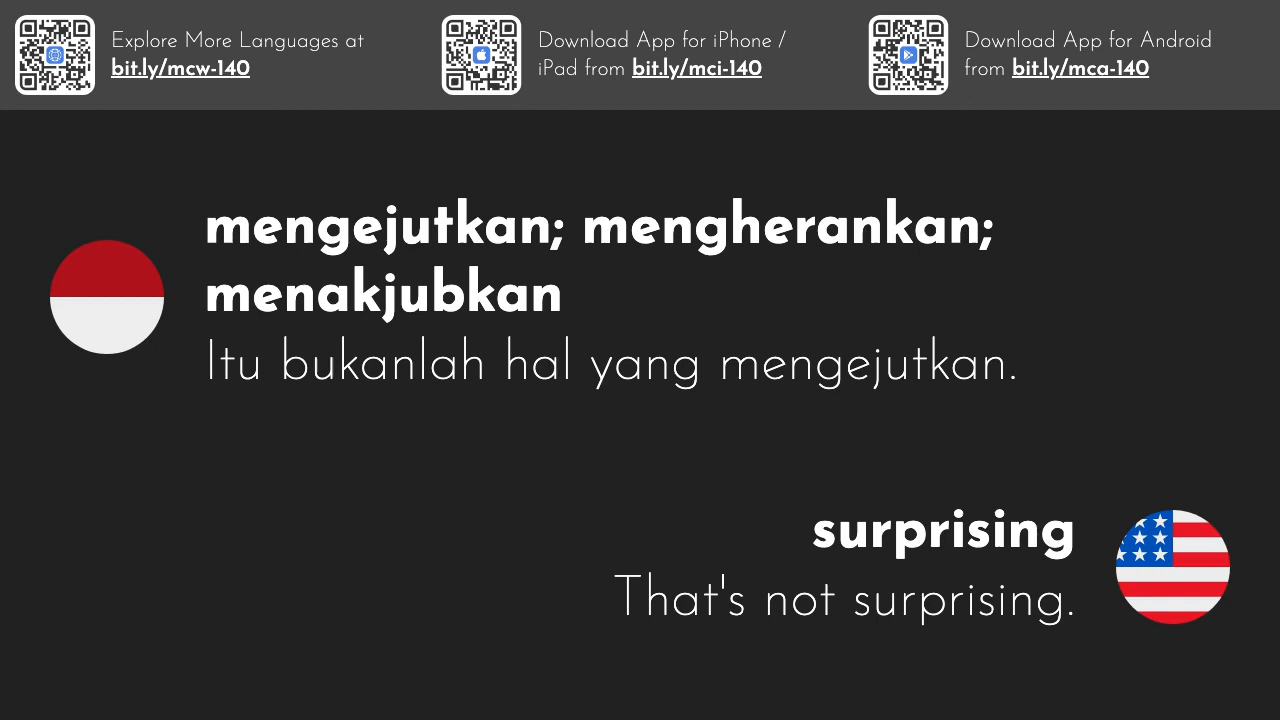 Explore More Languages at
bit.ly/mcw-140
Download App for iPhone /
iPad from bit.ly/mci-140
Download App for Android
from bit.ly/mca-140
mengejutkan; mengherankan;
menakjubkan
Itu bukanlah hal yang mengejutkan.
surprising
That's not surprising.